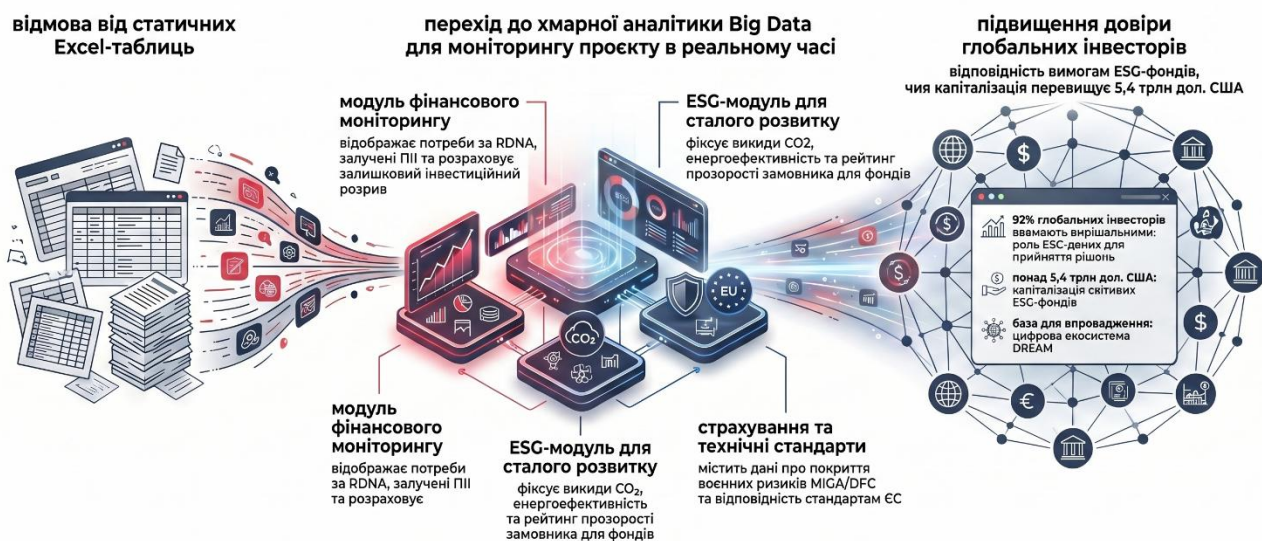 відмова від статичних
Excel-таблиць
перехід до хмарної аналітики Big Data
для моніторингу проєкту в реальному часі
підвищення довіри
глобальних інвесторів
відповідність вимогам ESG-фондів,
чия капіталізація перевищує 5,4 трлн дол. США
модуль фінансового
моніторингу
відображає потреби за RDNA,
залучені ПІІ та розраховує
залишковий інвестиційний
розрив
ESG-модуль для
сталого розвитку
фіксує викиди CO2,
енергоефективність та рейтинг
прозорості замовника для фондів
EU
CO₂
92% глобальних інвесторів
ввамають внрішальними:
роль ESC-дених для
прийняття рішонь
понад 5,4 трлн дол. США:
капіталізація скітивих
ESG-фондів
база для впровадження:
цифрова екосистема
DREAM
модуль
фінансового
моніторингу
відображає потреби
за RDNA, залучені ПІІ
та розраховує
ESG-модуль для
сталого розвитку
фіксує викиди CO₂,
енергоефективність
та рейтинг прозорості
замовника для фондів
страхування та
технічні стандарти
містить дані про покриття
воєнних ризиків MIGA/DFC
та відповідність стандартам ЄС